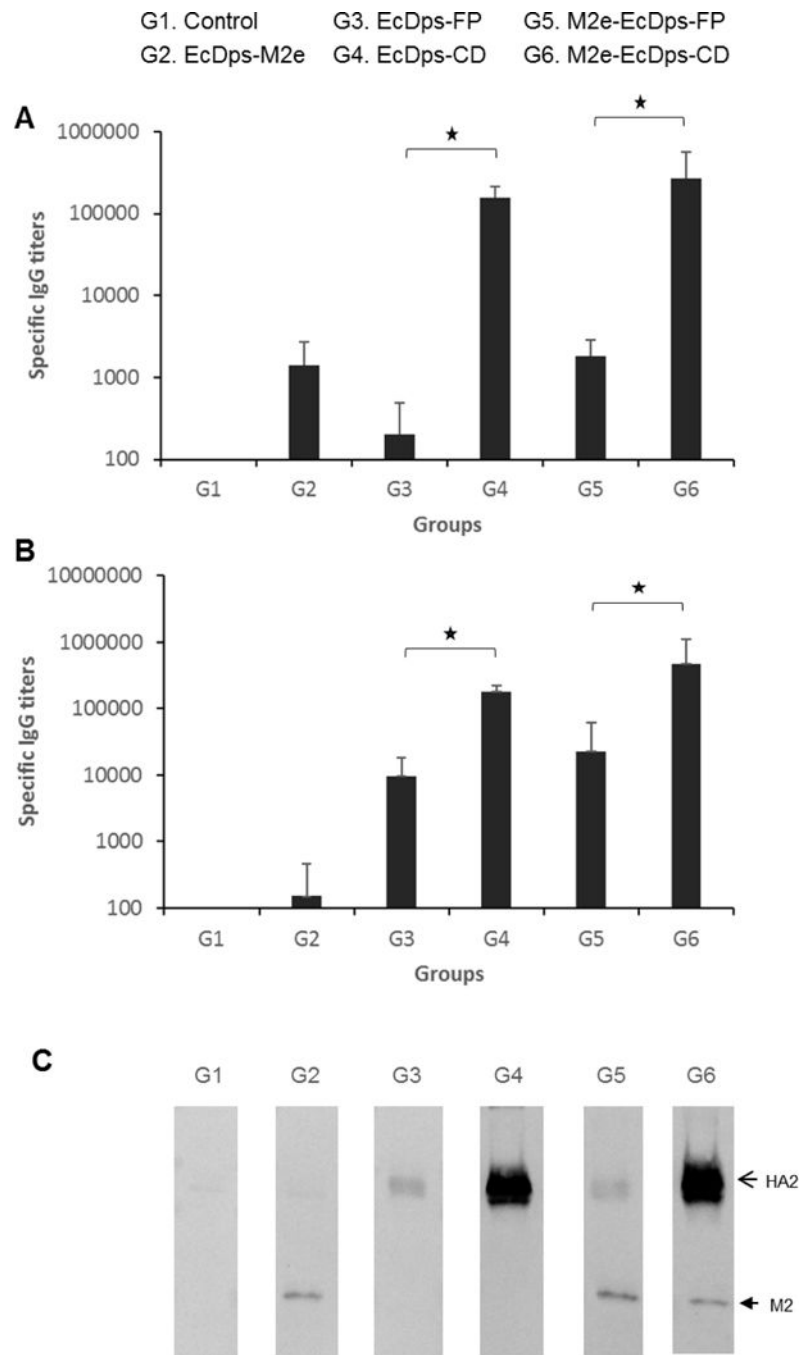 G1. Control G3. EcDps-FP G5. M2e-EcDps-FP
G2. EcDps-M2e G4. EcDps-CD G6. M2e-EcDps-CD
A
1000000
100000
10000
1000
100
Specific IgG titers
★ ★
G1 G2 G3 G4 G5 G6
Groups
B
10000000
1000000
100000
10000
1000
100
Specific IgG titers
★ ★
G1 G2 G3 G4 G5 G6
Groups
C
G1 G2 G3 G4 G5 G6
HA2
M2